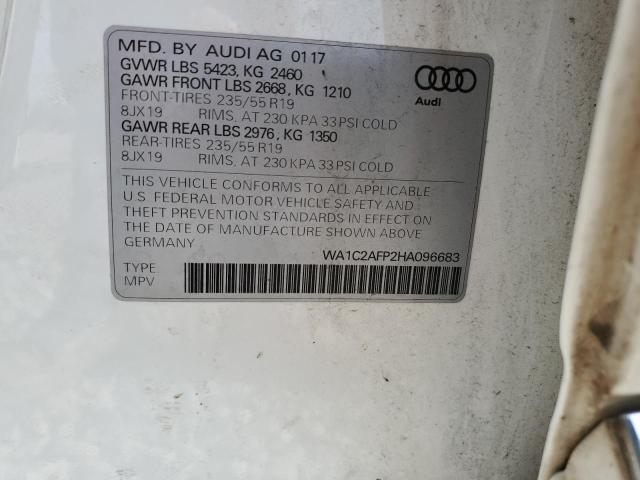 MFD. BY AUDI AG 01 17
GVWR LBS 5423, KG 2460
GAWR FRONT LBS 2668, KG 1210
FRONT-TIRES 235/55 R19
8JX19 RIMS, AT 230 KPA 33 PSI COLD
GAWR REAR LBS 2976, KG 1350
REAR-TIRES 235/55 R19
8JX19 RIMS, AT 230 KPA 33 PSI COLD
Audi
THIS VEHICLE CONFORMS TO ALL APPLICABLE
U.S. FEDERAL MOTOR VEHICLE SAFETY AND
THEFT PREVENTION STANDARDS IN EFFECT ON
THE DATE OF MANUFACTURE SHOWN ABOVE
GERMANY
WA1C2AFP2HA096683
TYPE
MPV